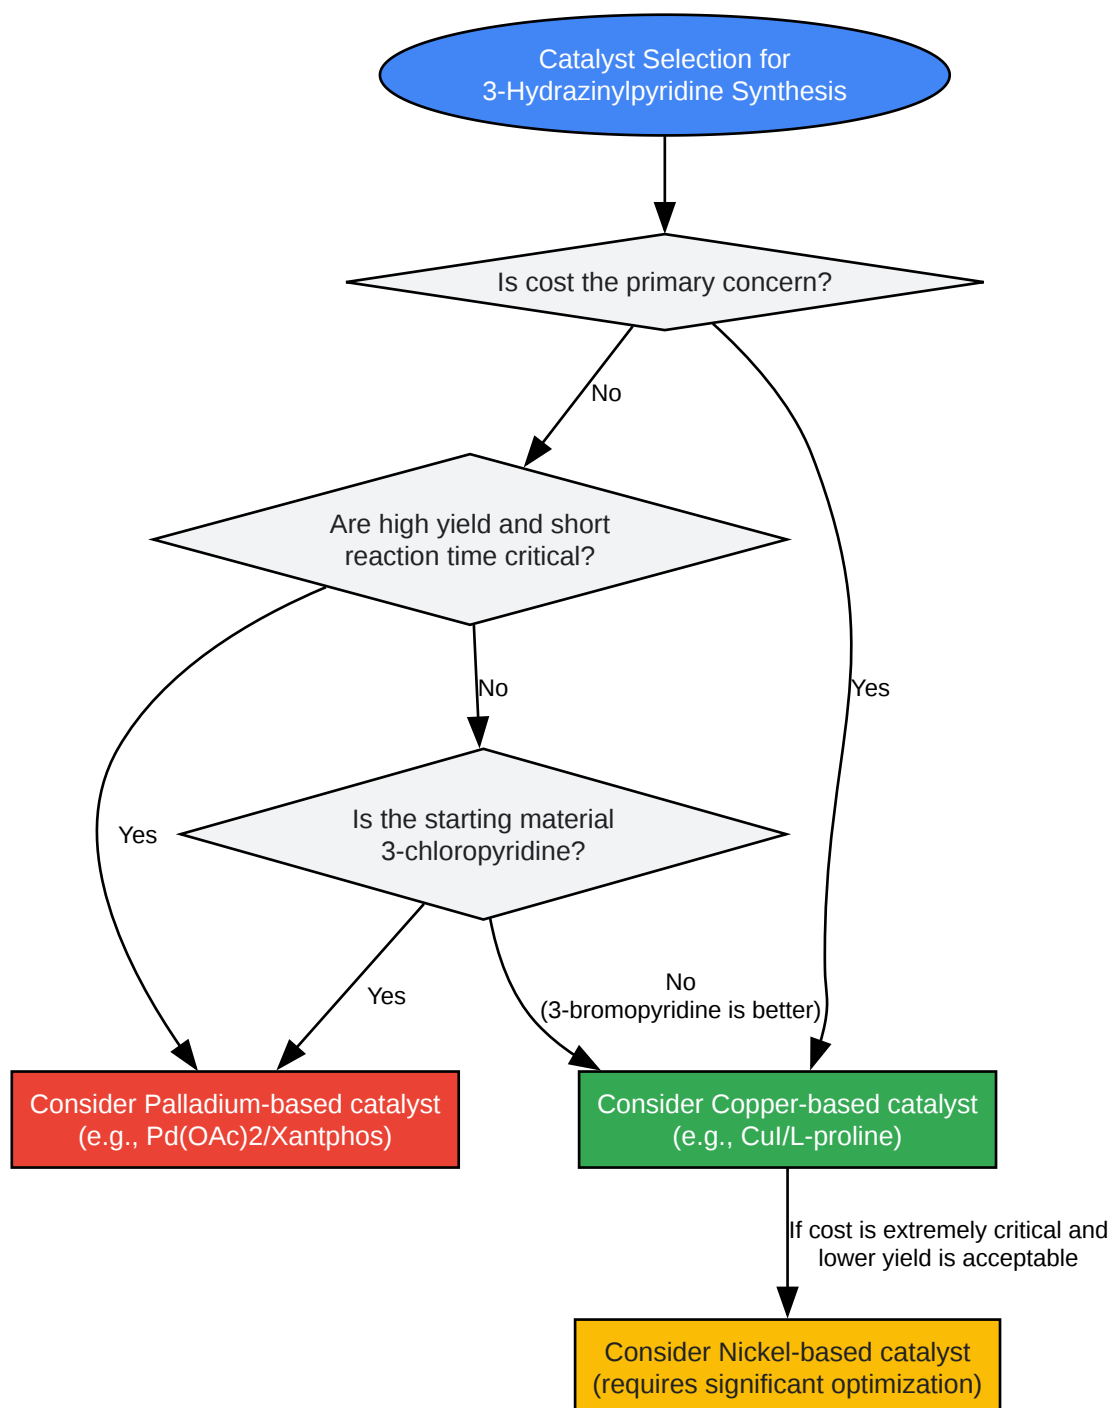 Catalyst Selection for
3-Hydrazinylpyridine Synthesis
Is cost the primary concern?
No
Are high yield and short
reaction time critical?
No
Yes
Is the starting material
3-chloropyridine?
Yes
Yes
No
(3-bromopyridine is better)
Consider Palladium-based catalyst
(e.g., Pd(OAc)2/Xantphos)
Consider Copper-based catalyst
(e.g., CuI/L-proline)
If cost is extremely critical and
lower yield is acceptable
Consider Nickel-based catalyst
(requires significant optimization)